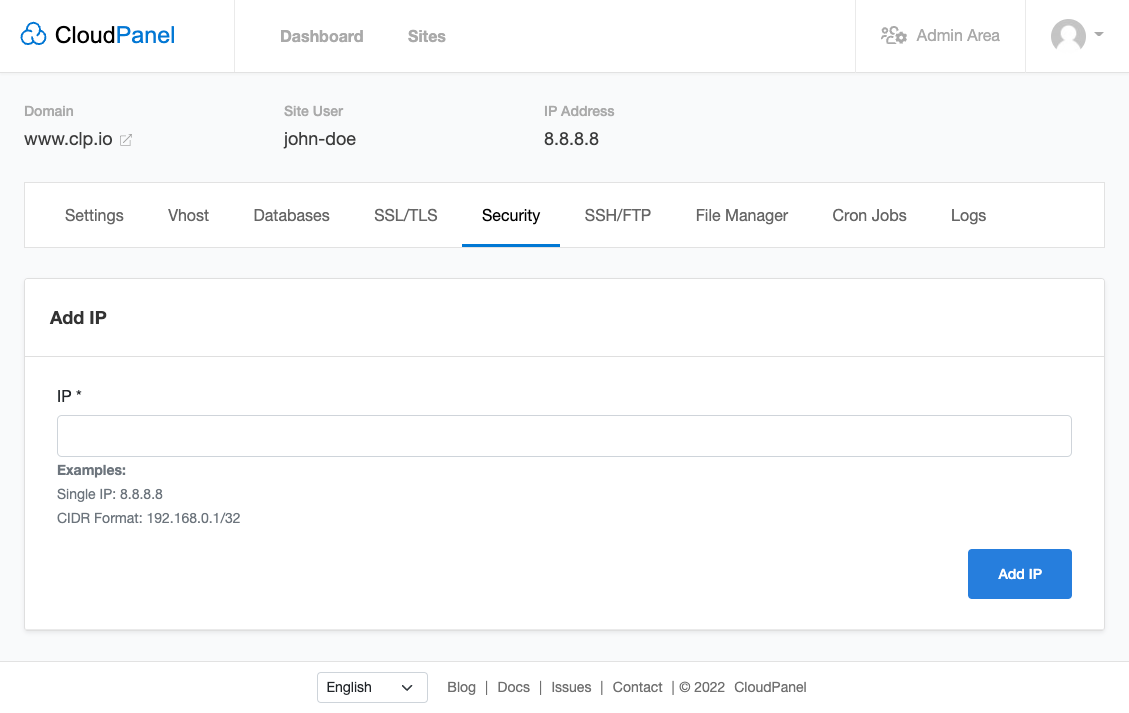 CloudPanel Dashboard Sites Admin Area
Domain Site User IP Address
www.clp.io john-doe 8.8.8.8
Settings Vhost Databases SSL/TLS Security SSH/FTP File Manager Cron Jobs Logs
Add IP
IP *
Examples:
Single IP: 8.8.8.8
CIDR Format: 192.168.0.1/32
Add IP
English Blog | Docs | Issues | Contact | © 2022 CloudPanel